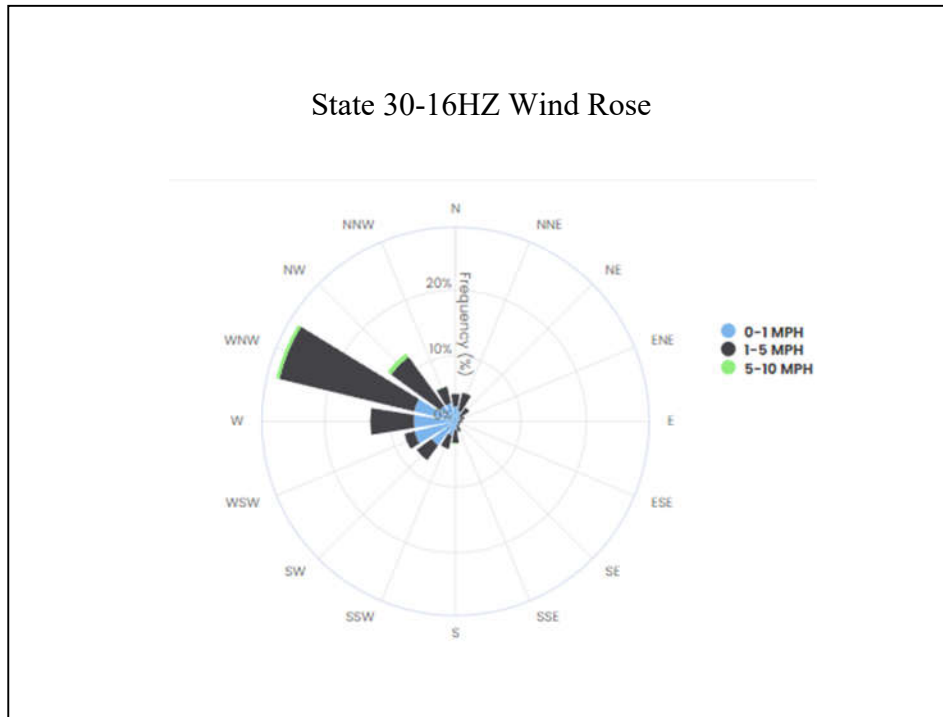 State 30-16HZ Wind Rose
N
NNW
NNE
NW
NE
20%
Frequency (%)
WNW
ENE
0-1 MPH
1-5 MPH
5-10 MPH
10%
0%
W
E
WSW
ESE
SW
SE
SSW
SSE
S